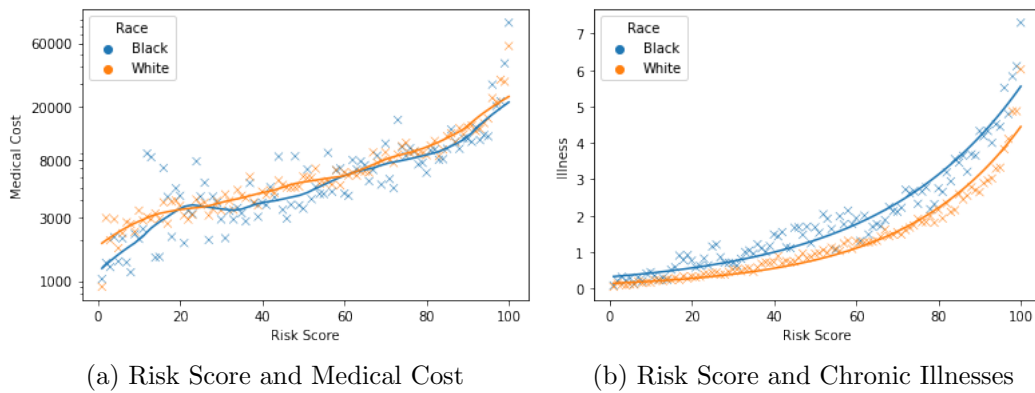 Race
Black
White
60000
20000
8000
3000
1000
Medical Cost
0 20 40 60 80 100
Risk Score
(a) Risk Score and Medical Cost
Race
Black
White
7
6
5
4
3
2
1
0
Illness
0 20 40 60 80 100
Risk Score
(b) Risk Score and Chronic Illnesses